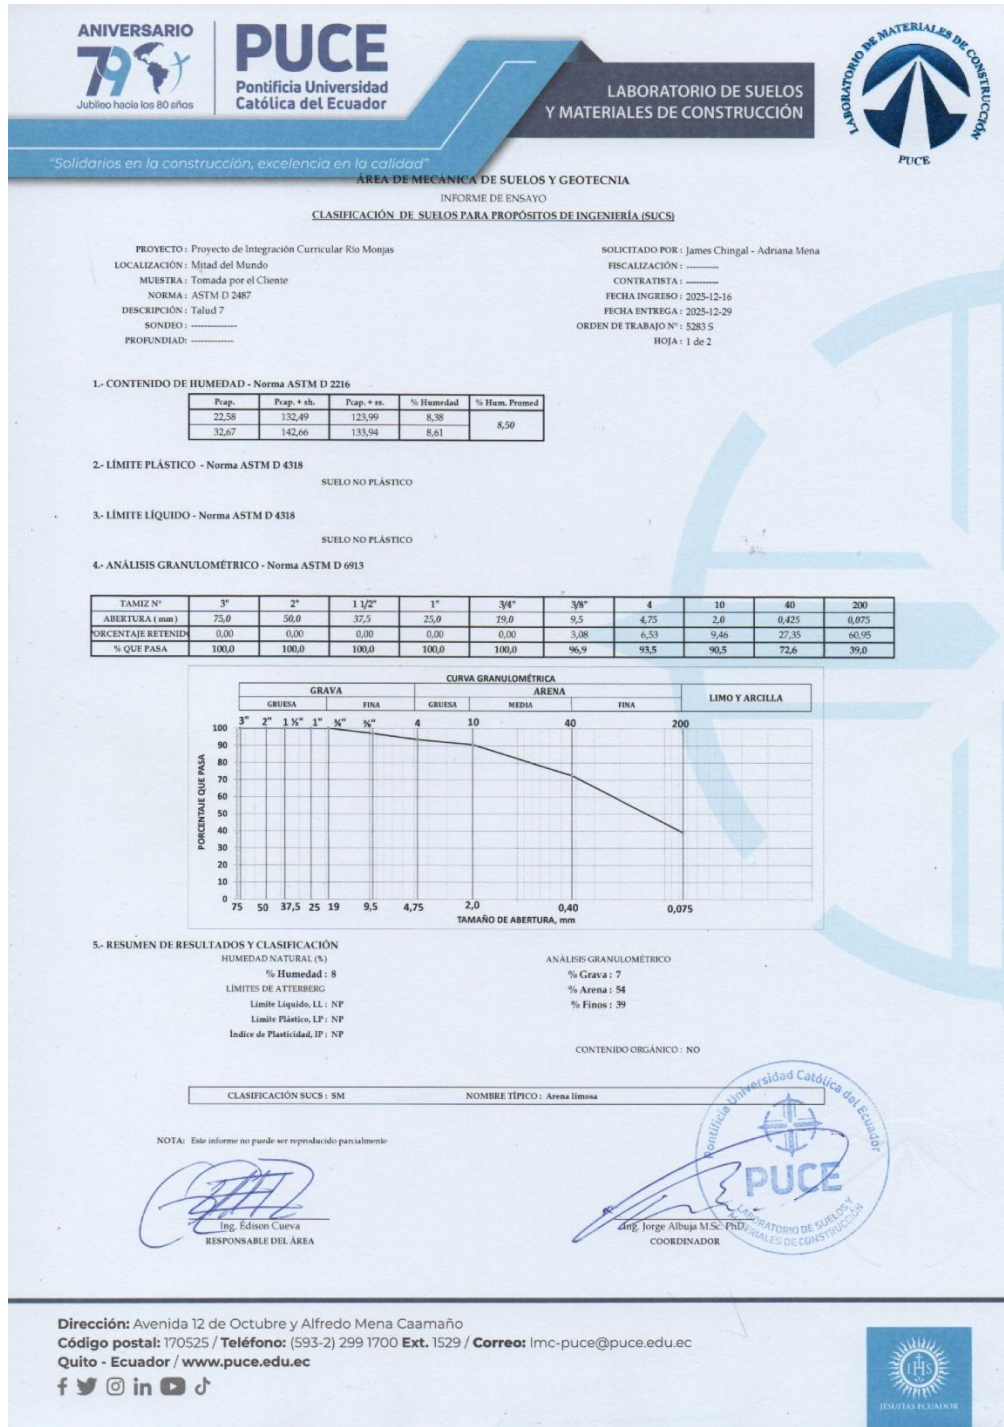 ANIVERSARIO
79
Jubileo hacia los 80 años
PUCE
Pontificia Universidad
Católica del Ecuador
LABORATORIO DE SUELOS
Y MATERIALES DE CONSTRUCCIÓN
LABORATORIO DE MATERIALES DE CONSTRUCCIÓN
PUCE
"Solidarios en la construcción, excelencia en la calidad"
ÁREA DE MECÁNICA DE SUELOS Y GEOTECNIA
INFORME DE ENSAYO
CLASIFICACIÓN DE SUELOS PARA PROPÓSITOS DE INGENIERÍA (SUCS)
PROYECTO : Proyecto de Integración Curricular Río Monjas
LOCALIZACIÓN : Mitad del Mundo
MUESTRA : Tomada por el Cliente
NORMA : ASTM D 2487
DESCRIPCIÓN : Talud 7
SONDEO : -------------
PROFUNDIAD: -------------
SOLICITADO POR : James Chingal - Adriana Mena
FISCALIZACIÓN : ----------
CONTRATISTA : ----------
FECHA INGRESO : 2025-12-16
FECHA ENTREGA : 2025-12-29
ORDEN DE TRABAJO Nº : 5283 S
HOJA : 1 de 2
1.- CONTENIDO DE HUMEDAD - Norma ASTM D 2216
Pcap. Pcap. + sh. Pcap. + ss. % Humedad % Hum. Promed
22,58 132,49 123,99 8,38 8,50
32,67 142,66 133,94 8,61
2.- LÍMITE PLÁSTICO - Norma ASTM D 4318
SUELO NO PLÁSTICO
3.- LÍMITE LÍQUIDO - Norma ASTM D 4318
SUELO NO PLÁSTICO
4.- ANÁLISIS GRANULOMÉTRICO - Norma ASTM D 6913
TAMIZ Nº 3" 2" 1 1/2" 1" 3/4" 3/8" 4 10 40 200
ABERTURA ( mm ) 75,0 50,0 37,5 25,0 19,0 9,5 4,75 2,0 0,425 0,075
PORCENTAJE RETENIDO 0,00 0,00 0,00 0,00 0,00 3,08 6,53 9,46 27,35 60,95
% QUE PASA 100,0 100,0 100,0 100,0 100,0 96,9 93,5 90,5 72,6 39,0
CURVA GRANULOMÉTRICA
GRAVA ARENA LIMO Y ARCILLA
GRUESA FINA GRUESA MEDIA FINA
3" 2" 1 ½" 1" ¾" ⅜" 4 10 40 200
PORCENTAJE QUE PASA
100
90
80
70
60
50
40
30
20
10
0
75 50 37,5 25 19 9,5 4,75 2,0 0,40 0,075
TAMAÑO DE ABERTURA, mm
5.- RESUMEN DE RESULTADOS Y CLASIFICACIÓN
HUMEDAD NATURAL (%)
% Humedad : 8
LÍMITES DE ATTERBERG
Límite Líquido, LL : NP
Límite Plástico, LP : NP
Índice de Plasticidad, IP : NP
ANÁLISIS GRANULOMÉTRICO
% Grava : 7
% Arena : 54
% Finos : 39
CONTENIDO ORGÁNICO : NO
CLASIFICACIÓN SUCS : SM NOMBRE TÍPICO : Arena limosa
NOTA: Este informe no puede ser reproducido parcialmente
Ing. Édison Cueva
RESPONSABLE DEL ÁREA
Ing. Jorge Albuja M.Sc. PhD.
COORDINADOR
Pontificia Universidad Católica del Ecuador
PUCE
LABORATORIO DE SUELOS Y
MATERIALES DE CONSTRUCCIÓN
Dirección: Avenida 12 de Octubre y Alfredo Mena Caamaño
Código postal: 170525 / Teléfono: (593-2) 299 1700 Ext. 1529 / Correo: lmc-puce@puce.edu.ec
Quito - Ecuador / www.puce.edu.ec
IHS
JESUITAS ECUADOR